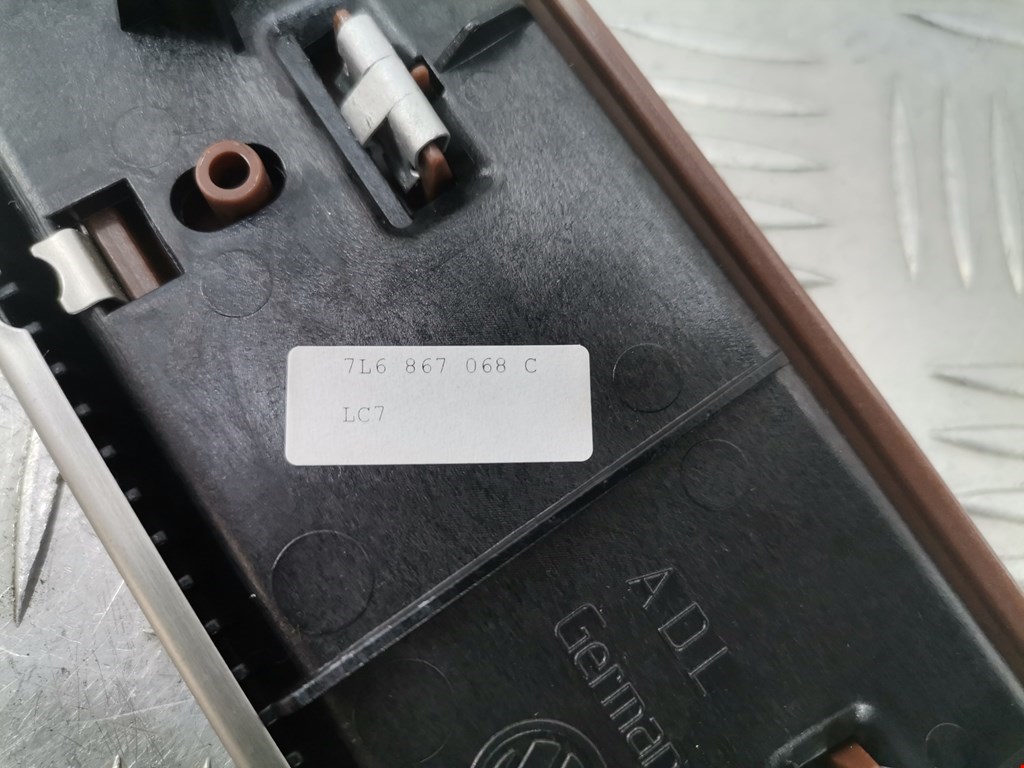 7L6 867 068 C
LC7
ADL
German